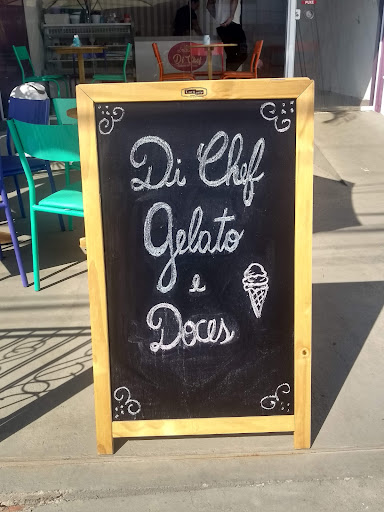 Di Chef
Gelato
e
Doces